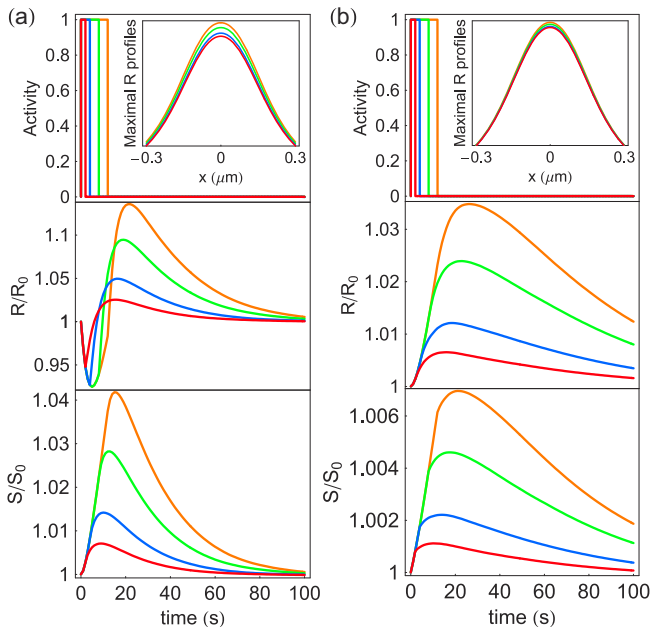 (a)
Activity
1
0.8
0.6
0.4
0.2
0
Maximal R profiles
−0.3 0 0.3
x (μm)
R/R0
1.1
1.05
1
0.95
S/S0
1.04
1.03
1.02
1.01
1
0 20 40 60 80 100
time (s)
(b)
Activity
1
0.8
0.6
0.4
0.2
0
Maximal R profiles
−0.3 0 0.3
x (μm)
R/R0
1.03
1.02
1.01
1
S/S0
1.006
1.004
1.002
1
0 20 40 60 80 100
time (s)